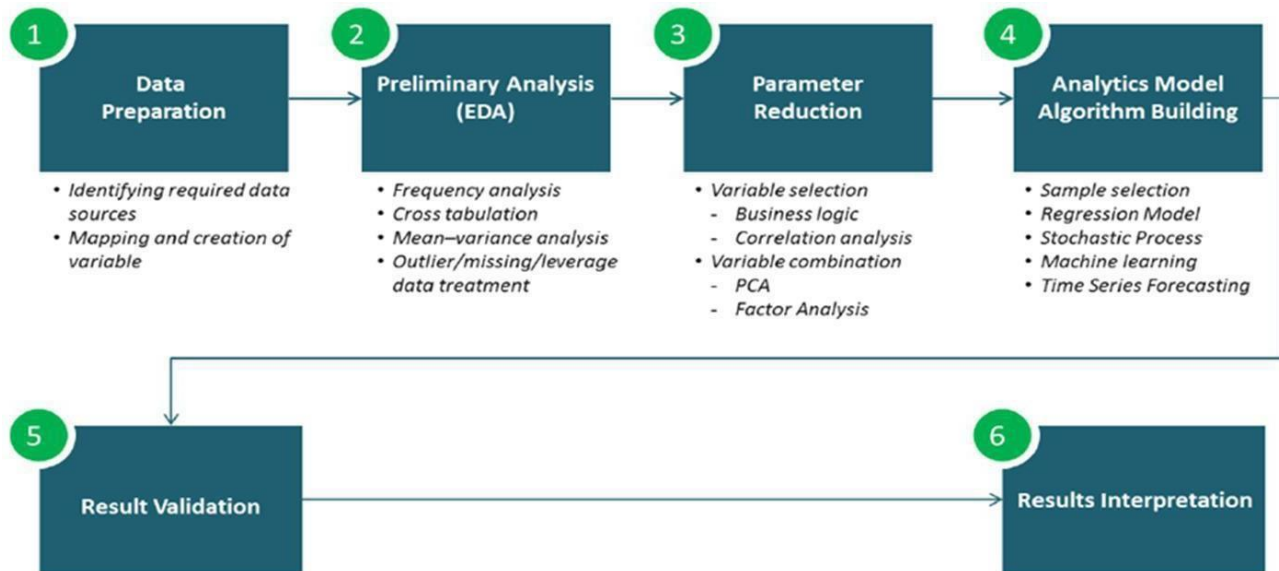 1
Data
Preparation
• Identifying required data
sources
• Mapping and creation of
variable
2
Preliminary Analysis
(EDA)
• Frequency analysis
• Cross tabulation
• Mean–variance analysis
• Outlier/missing/leverage
data treatment
3
Parameter
Reduction
• Variable selection
- Business logic
- Correlation analysis
• Variable combination
- PCA
- Factor Analysis
4
Analytics Model
Algorithm Building
• Sample selection
• Regression Model
• Stochastic Process
• Machine learning
• Time Series Forecasting
5
Result Validation
6
Results Interpretation